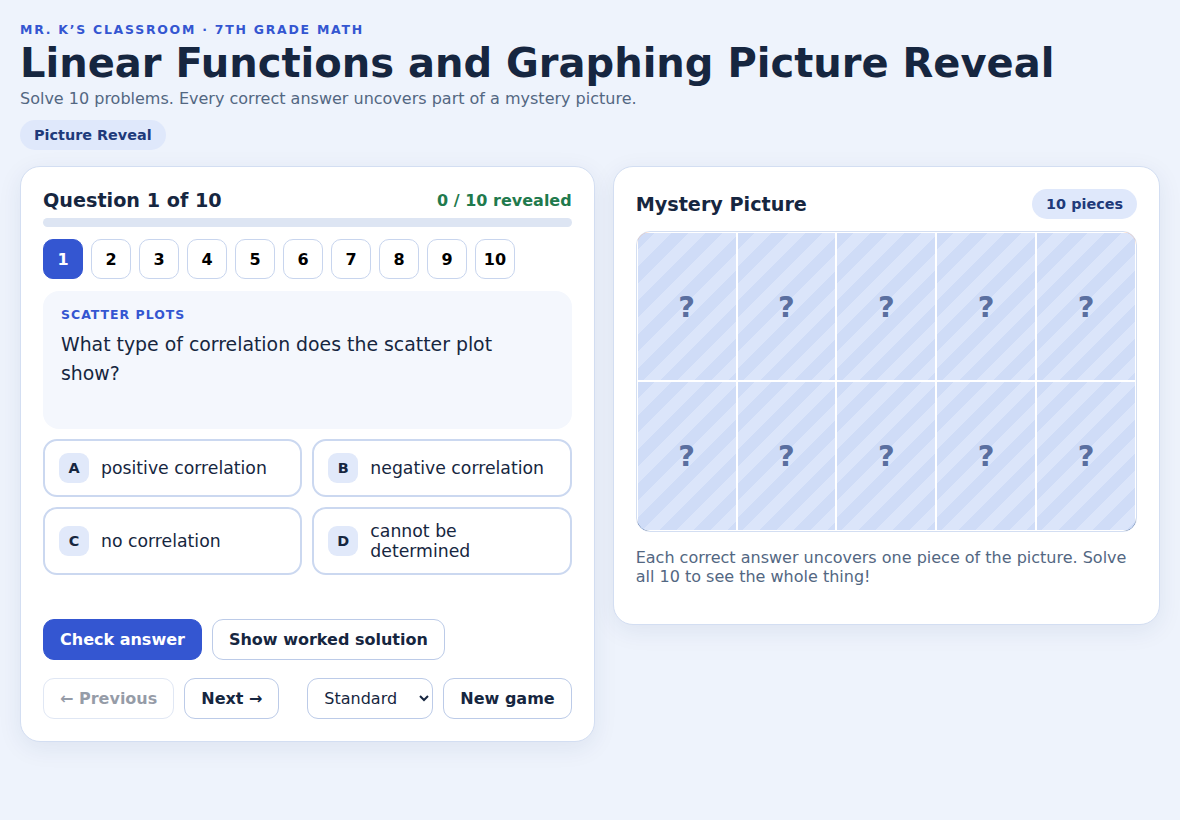 MR. K’S CLASSROOM · 7TH GRADE MATH
Linear Functions and Graphing Picture Reveal
Solve 10 problems. Every correct answer uncovers part of a mystery picture.
Picture Reveal
Question 1 of 10
0 / 10 revealed
1 2 3 4 5 6 7 8 9 10
SCATTER PLOTS
What type of correlation does the scatter plot
show?
A positive correlation
B negative correlation
C no correlation
D cannot be
determined
Check answer
Show worked solution
← Previous
Next →
Standard
New game
Mystery Picture
10 pieces
? ? ? ? ?
? ? ? ? ?
Each correct answer uncovers one piece of the picture. Solve
all 10 to see the whole thing!